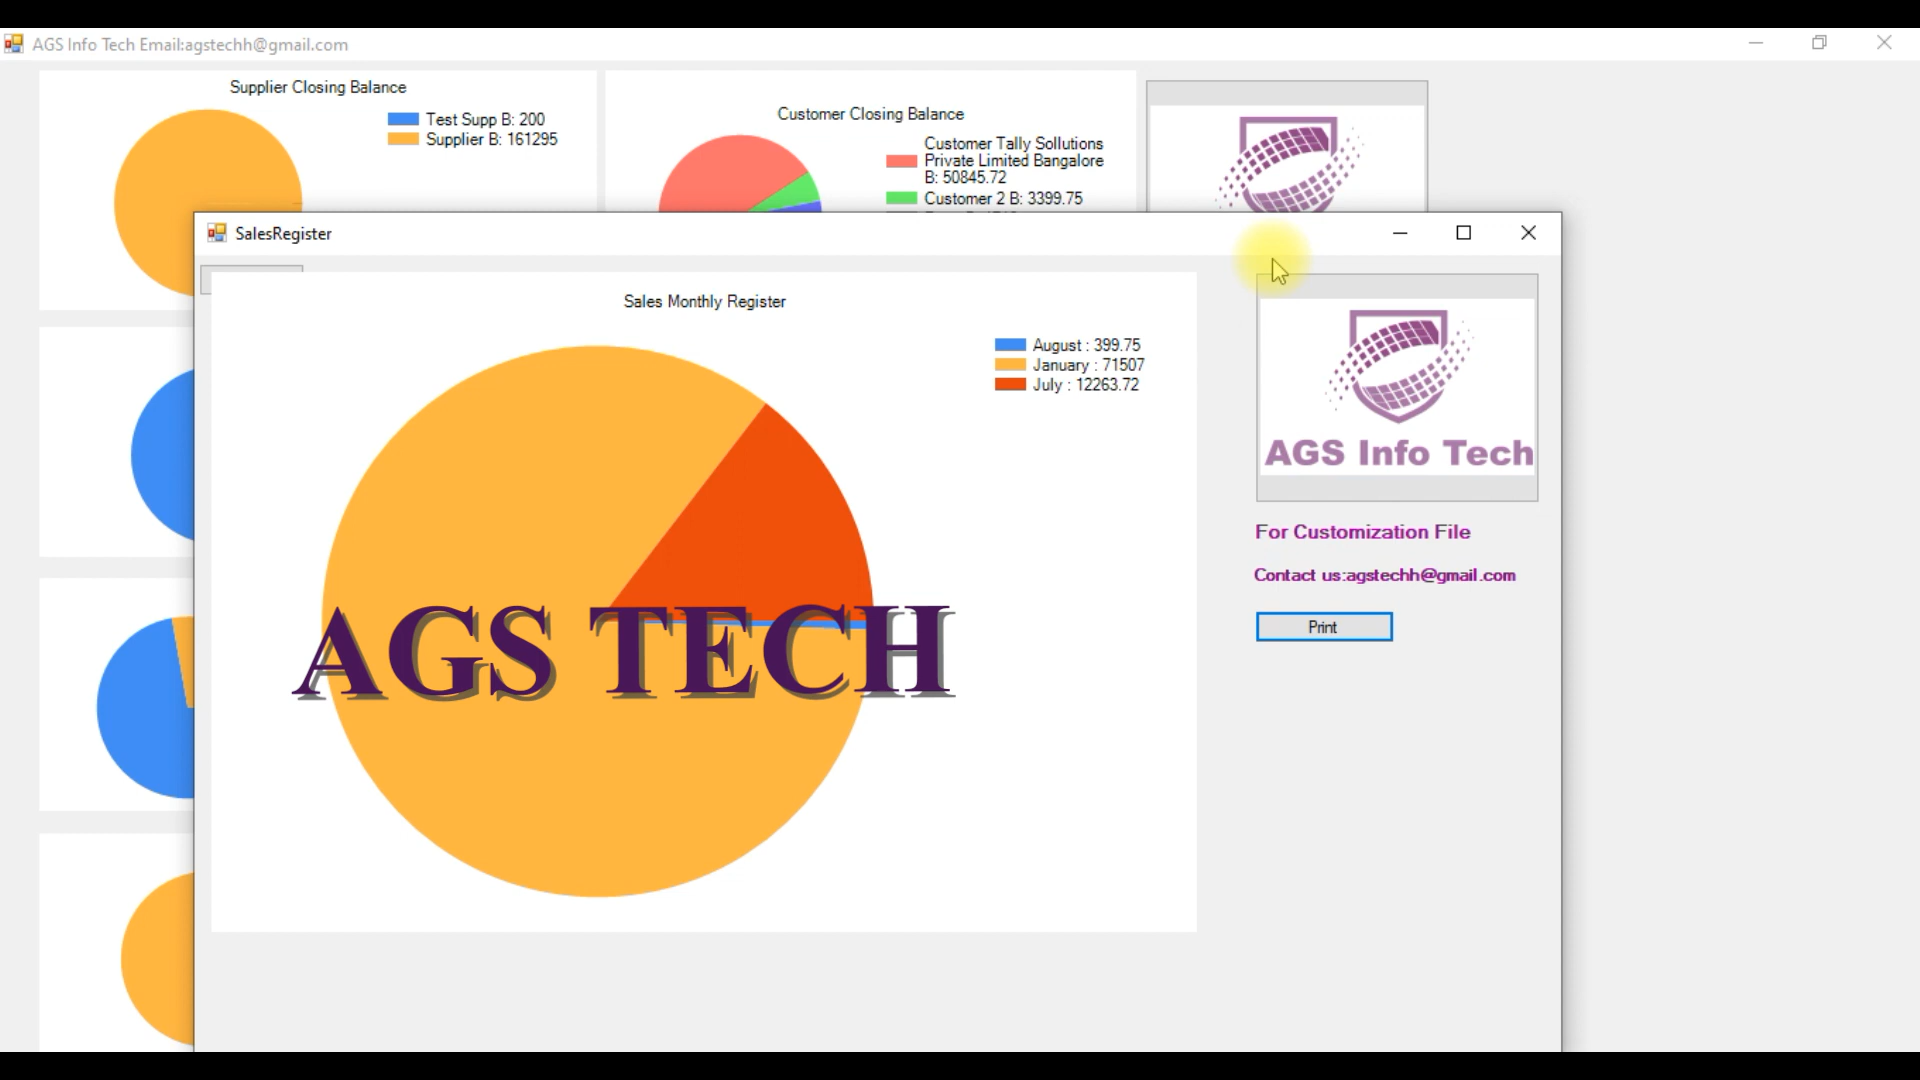 AGS Info Tech Email:agstechh@gmail.com
Supplier Closing Balance
Test Supp B: 200
Supplier B: 161295
Customer Closing Balance
Customer Tally Sollutions
Private Limited Bangalore
B: 50845.72
Customer 2 B: 3399.75
SalesRegister
Sales Monthly Register
August : 399.75
January : 71507
July : 12263.72
AGS Info Tech
For Customization File
Contact us:agstechh@gmail.com
Print
AGS TECH